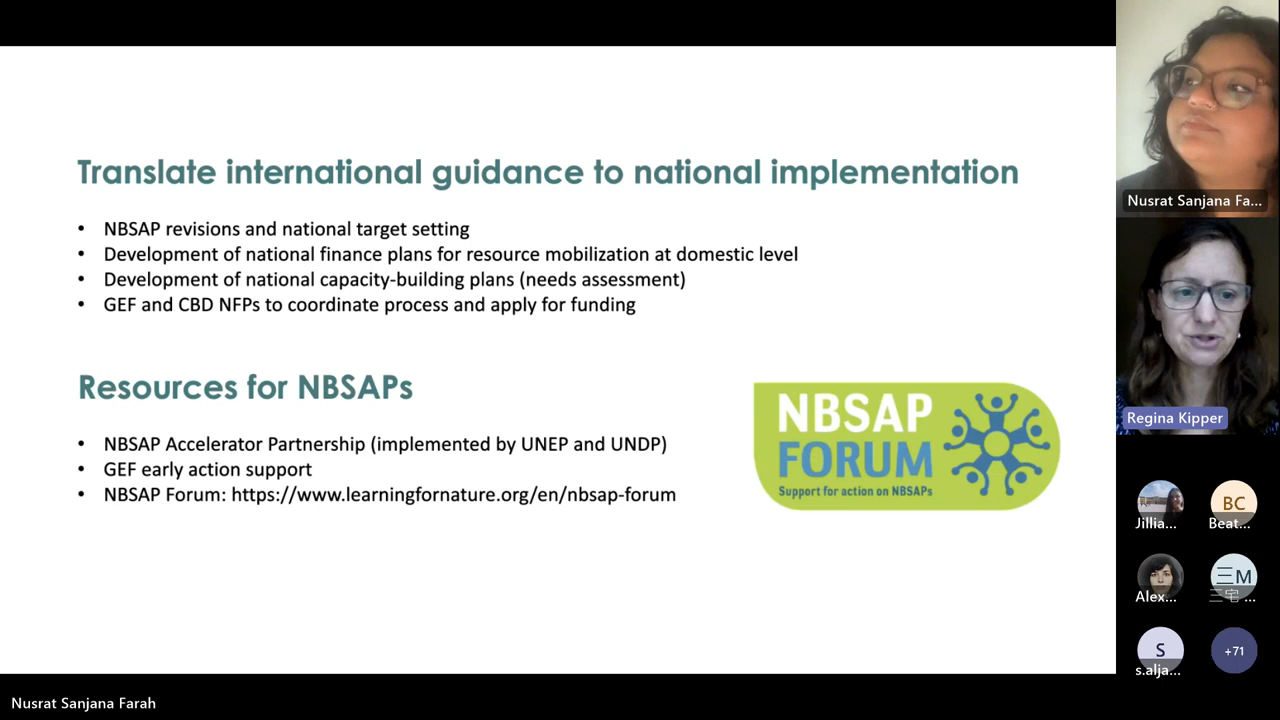 Translate international guidance to national implementation
• NBSAP revisions and national target setting
• Development of national finance plans for resource mobilization at domestic level
• Development of national capacity-building plans (needs assessment)
• GEF and CBD NFPs to coordinate process and apply for funding
Resources for NBSAPs
• NBSAP Accelerator Partnership (implemented by UNEP and UNDP)
• GEF early action support
• NBSAP Forum: https://www.learningfornature.org/en/nbsap-forum
NBSAP
FORUM
Support for action on NBSAPs
Nusrat Sanjana Fa...
Regina Kipper
Jillia...
BC
Beat...
Alex...
三M
三宅 ...
S
s.alja...
+71
Nusrat Sanjana Farah